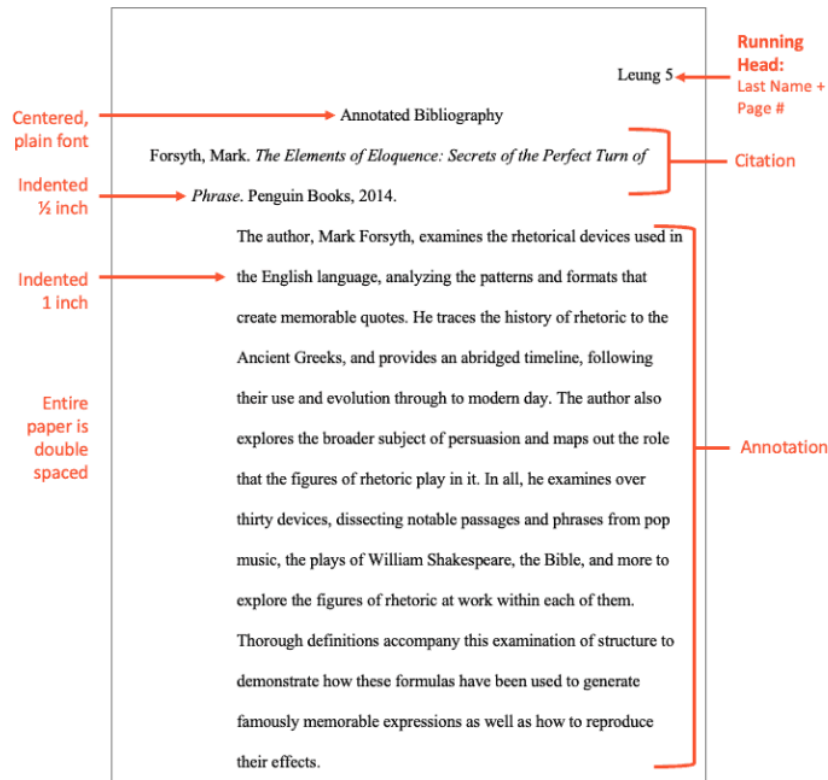 Running
Head:
Last Name +
Page #
Leung 5
Centered,
plain font
Annotated Bibliography
Forsyth, Mark. The Elements of Eloquence: Secrets of the Perfect Turn of
Phrase. Penguin Books, 2014.
Citation
Indented
½ inch
The author, Mark Forsyth, examines the rhetorical devices used in
the English language, analyzing the patterns and formats that
create memorable quotes. He traces the history of rhetoric to the
Ancient Greeks, and provides an abridged timeline, following
their use and evolution through to modern day. The author also
explores the broader subject of persuasion and maps out the role
that the figures of rhetoric play in it. In all, he examines over
thirty devices, dissecting notable passages and phrases from pop
music, the plays of William Shakespeare, the Bible, and more to
explore the figures of rhetoric at work within each of them.
Thorough definitions accompany this examination of structure to
demonstrate how these formulas have been used to generate
famously memorable expressions as well as how to reproduce
their effects.
Indented
1 inch
Entire
paper is
double
spaced
Annotation